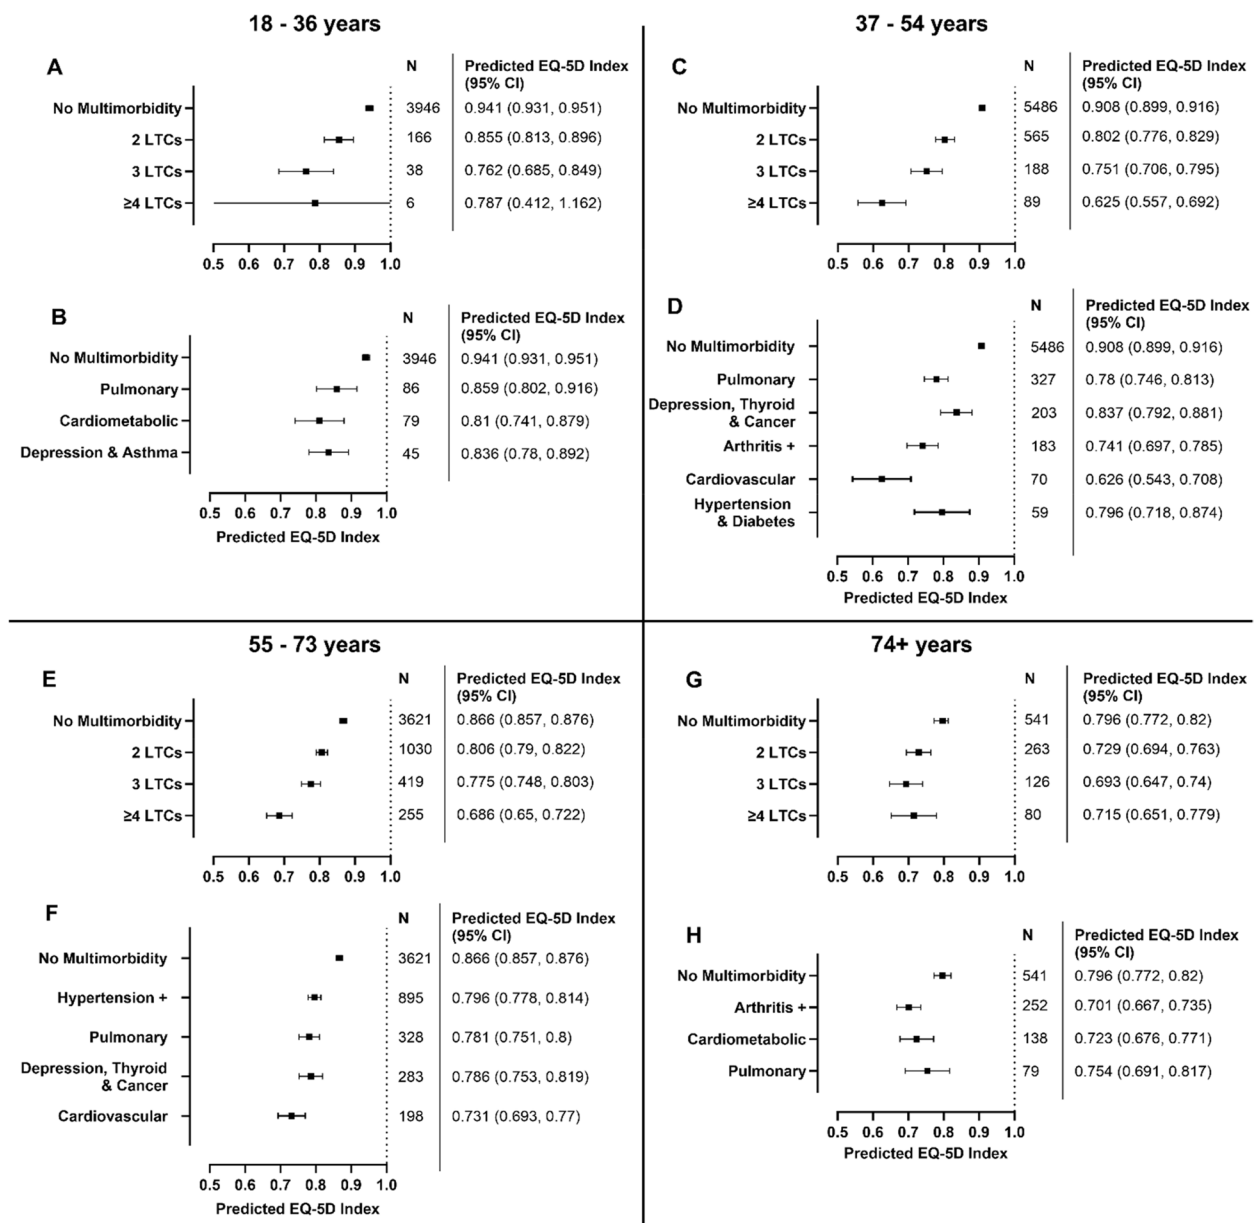 18 - 36 years
A
N Predicted EQ-5D Index
(95% CI)
No Multimorbidity 3946 0.941 (0.931, 0.951)
2 LTCs 166 0.855 (0.813, 0.896)
3 LTCs 38 0.762 (0.685, 0.849)
≥4 LTCs 6 0.787 (0.412, 1.162)
0.5 0.6 0.7 0.8 0.9 1.0
B
N Predicted EQ-5D Index
(95% CI)
No Multimorbidity 3946 0.941 (0.931, 0.951)
Pulmonary 86 0.859 (0.802, 0.916)
Cardiometabolic 79 0.81 (0.741, 0.879)
Depression & Asthma 45 0.836 (0.78, 0.892)
0.5 0.6 0.7 0.8 0.9 1.0
Predicted EQ-5D Index
37 - 54 years
C
N Predicted EQ-5D Index
(95% CI)
No Multimorbidity 5486 0.908 (0.899, 0.916)
2 LTCs 565 0.802 (0.776, 0.829)
3 LTCs 188 0.751 (0.706, 0.795)
≥4 LTCs 89 0.625 (0.557, 0.692)
0.5 0.6 0.7 0.8 0.9 1.0
D
N Predicted EQ-5D Index
(95% CI)
No Multimorbidity 5486 0.908 (0.899, 0.916)
Pulmonary 327 0.78 (0.746, 0.813)
Depression, Thyroid
& Cancer 203 0.837 (0.792, 0.881)
Arthritis + 183 0.741 (0.697, 0.785)
Cardiovascular 70 0.626 (0.543, 0.708)
Hypertension
& Diabetes 59 0.796 (0.718, 0.874)
0.5 0.6 0.7 0.8 0.9 1.0
Predicted EQ-5D Index
55 - 73 years
E
N Predicted EQ-5D Index
(95% CI)
No Multimorbidity 3621 0.866 (0.857, 0.876)
2 LTCs 1030 0.806 (0.79, 0.822)
3 LTCs 419 0.775 (0.748, 0.803)
≥4 LTCs 255 0.686 (0.65, 0.722)
0.5 0.6 0.7 0.8 0.9 1.0
F
N Predicted EQ-5D Index
(95% CI)
No Multimorbidity 3621 0.866 (0.857, 0.876)
Hypertension + 895 0.796 (0.778, 0.814)
Pulmonary 328 0.781 (0.751, 0.8)
Depression, Thyroid
& Cancer 283 0.786 (0.753, 0.819)
Cardiovascular 198 0.731 (0.693, 0.77)
0.5 0.6 0.7 0.8 0.9 1.0
Predicted EQ-5D Index
74+ years
G
N Predicted EQ-5D Index
(95% CI)
No Multimorbidity 541 0.796 (0.772, 0.82)
2 LTCs 263 0.729 (0.694, 0.763)
3 LTCs 126 0.693 (0.647, 0.74)
≥4 LTCs 80 0.715 (0.651, 0.779)
0.5 0.6 0.7 0.8 0.9 1.0
H
N Predicted EQ-5D Index
(95% CI)
No Multimorbidity 541 0.796 (0.772, 0.82)
Arthritis + 252 0.701 (0.667, 0.735)
Cardiometabolic 138 0.723 (0.676, 0.771)
Pulmonary 79 0.754 (0.691, 0.817)
0.5 0.6 0.7 0.8 0.9 1.0
Predicted EQ-5D Index